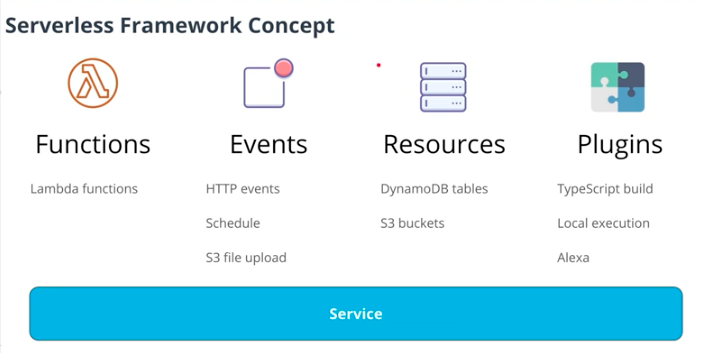 Serverless Framework Concept
Functions
Lambda functions
Events
HTTP events
Schedule
S3 file upload
Resources
DynamoDB tables
S3 buckets
Plugins
TypeScript build
Local execution
Alexa
Service